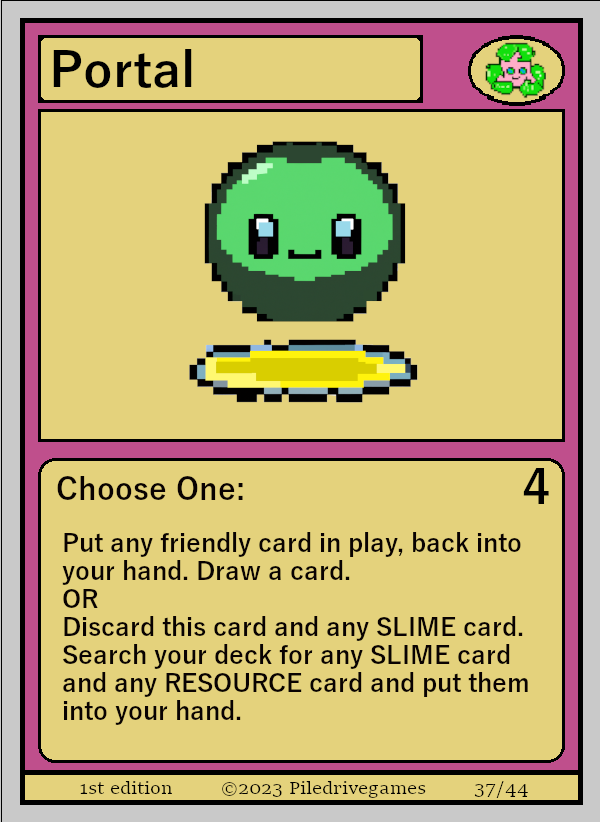 Portal
Choose One:
4
Put any friendly card in play, back into
your hand. Draw a card.
OR
Discard this card and any SLIME card.
Search your deck for any SLIME card
and any RESOURCE card and put them
into your hand.
1st edition ©2023 Piledrivegames 37/44